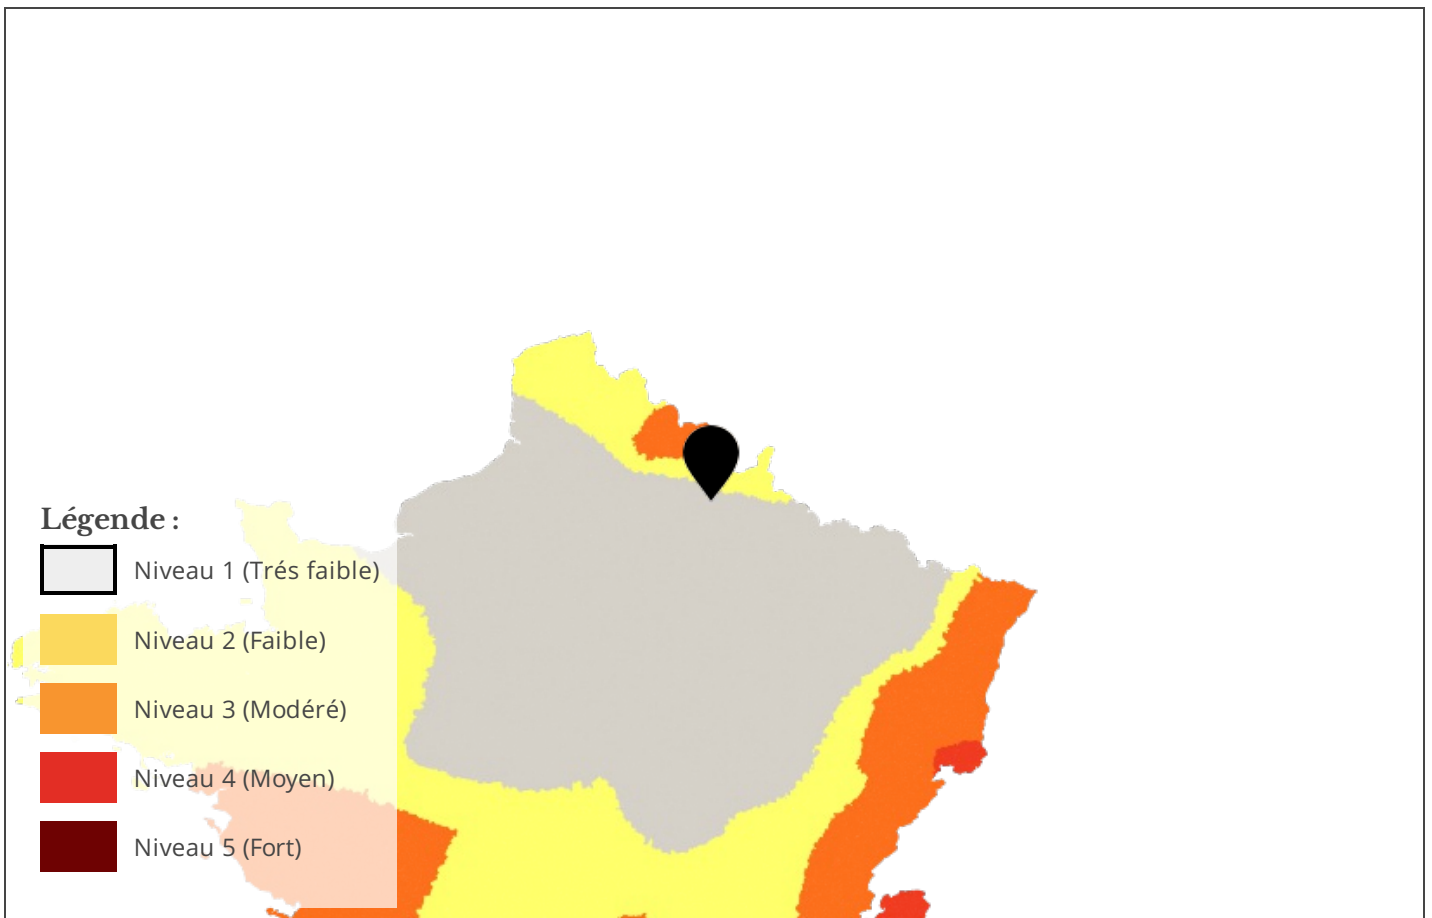 Légende :
Niveau 1 (Trés faible)
Niveau 2 (Faible)
Niveau 3 (Modéré)
Niveau 4 (Moyen)
Niveau 5 (Fort)